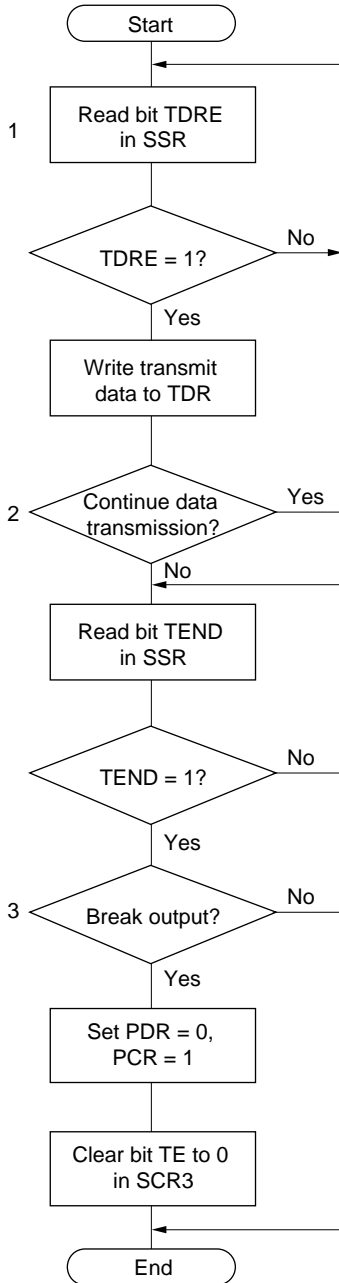 Start
1
Read bit TDRE
in SSR
TDRE = 1?
No
Yes
Write transmit
data to TDR
2
Continue data
transmission?
Yes
No
Read bit TEND
in SSR
TEND = 1?
No
Yes
3
Break output?
No
Yes
Set PDR = 0,
PCR = 1
Clear bit TE to 0
in SCR3
End